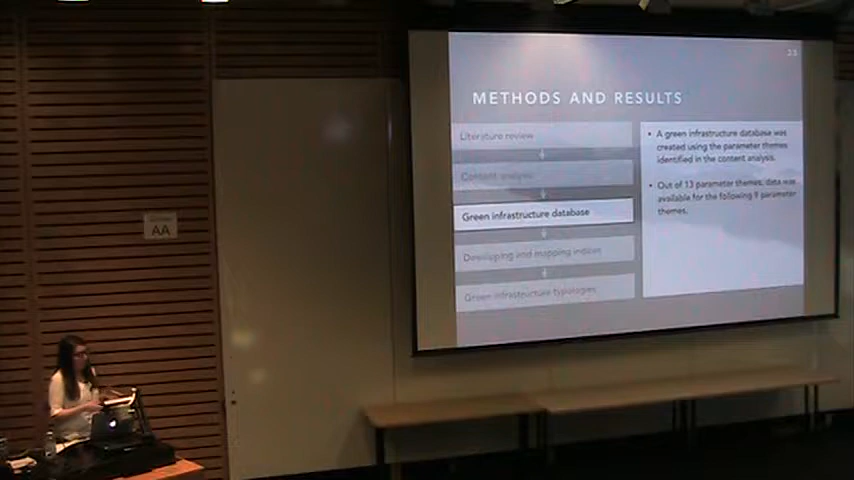 23
METHODS AND RESULTS
Literature review
Content analysis
Green infrastructure database
Developing and mapping indices
Green infrastructure typologies
• A green infrastructure database was
created using the parameter themes
identified in the content analysis.
• Out of 13 parameter themes, data was
available for the following 9 parameter
themes.
AA